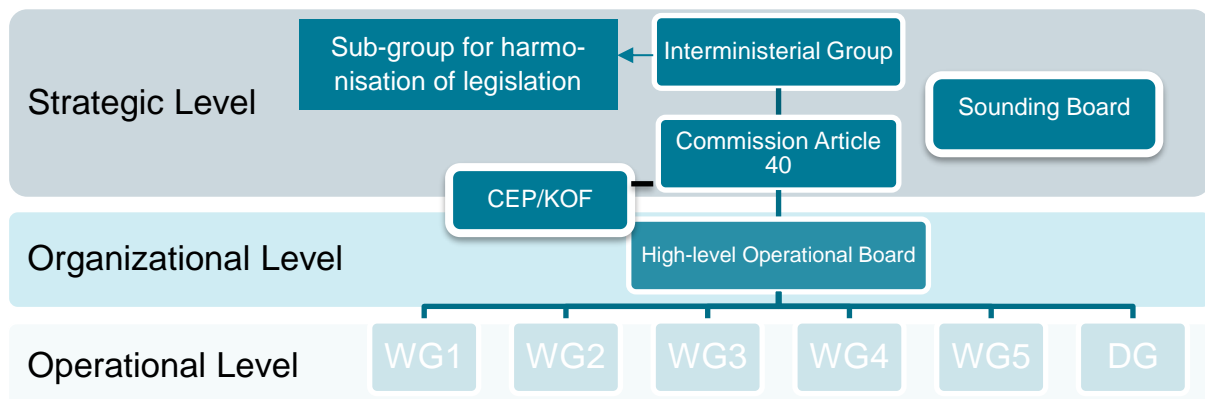 Sub-group for harmo-
nisation of legislation
Interministerial Group
Strategic Level
Sounding Board
Commission Article
40
CEP/KOF
Organizational Level
High-level Operational Board
Operational Level
WG1
WG2
WG3
WG4
WG5
DG